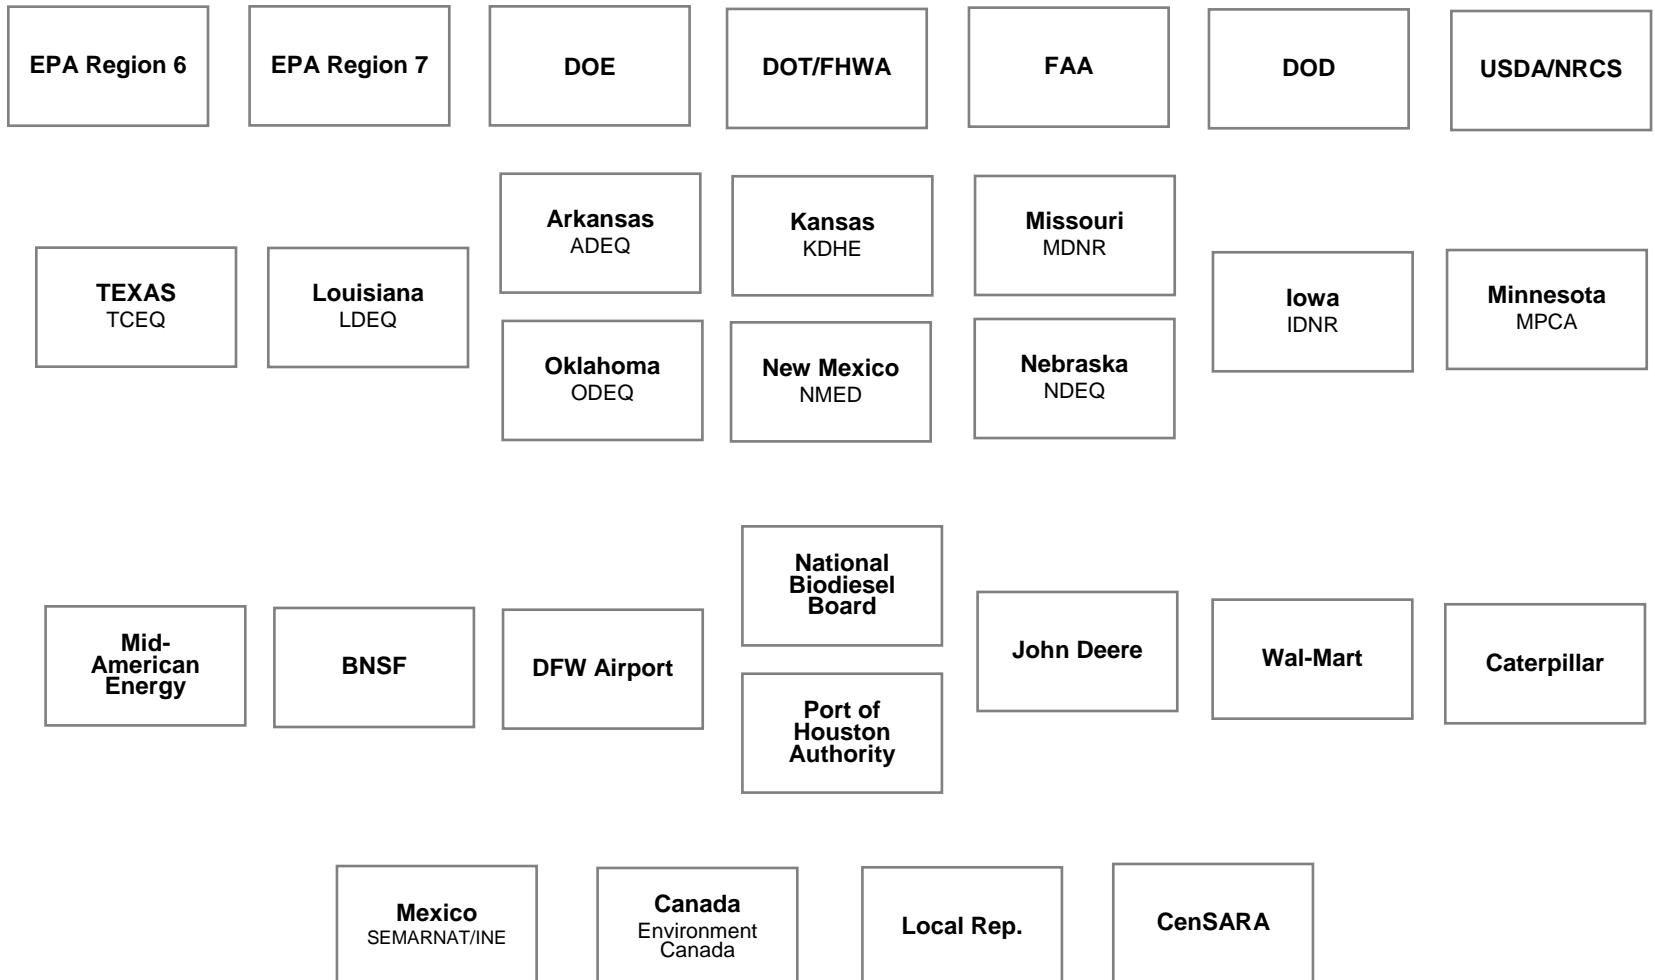 EPA Region 6
EPA Region 7
DOE
DOT/FHWA
FAA
DOD
USDA/NRCS
TEXAS
TCEQ
Louisiana
LDEQ
Arkansas
ADEQ
Kansas
KDHE
Missouri
MDNR
Oklahoma
ODEQ
New Mexico
NMED
Nebraska
NDEQ
Iowa
IDNR
Minnesota
MPCA
Mid-
American
Energy
BNSF
DFW Airport
National
Biodiesel
Board
Port of
Houston
Authority
John Deere
Wal-Mart
Caterpillar
Mexico
SEMARNAT/INE
Canada
Environment
Canada
Local Rep.
CenSARA